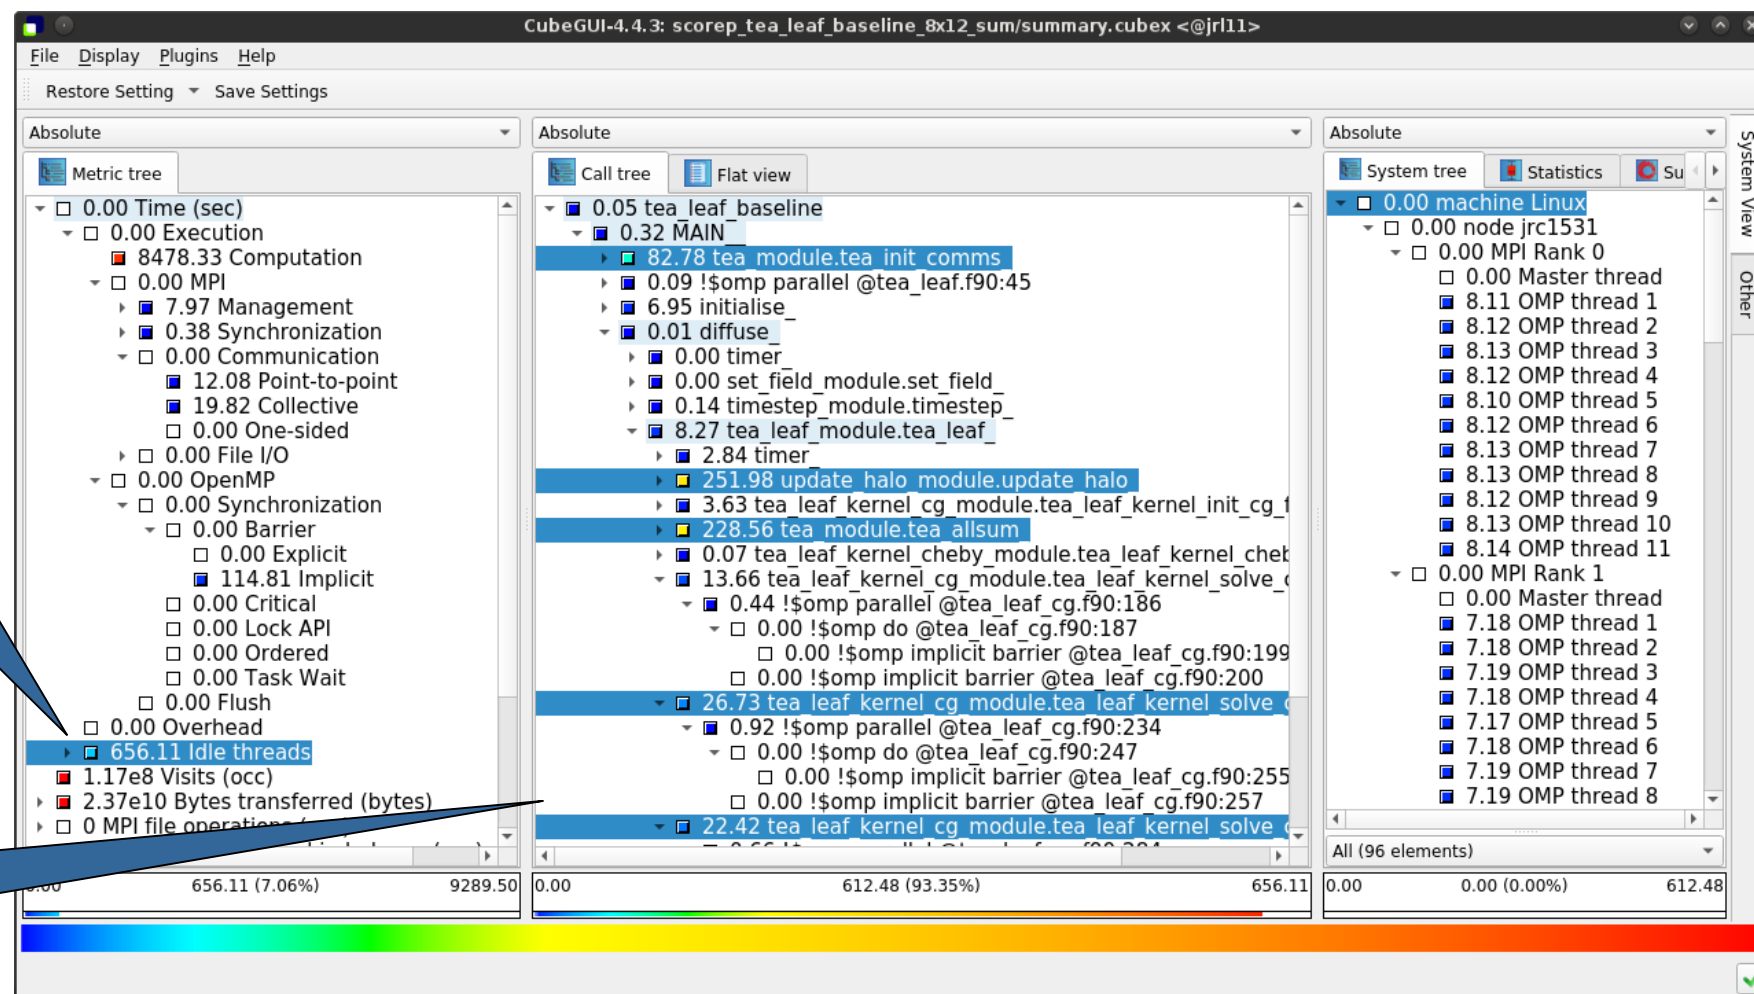 CubeGUI-4.4.3: scorep_tea_leaf_baseline_8x12_sum/summary.cubex <@jrl11>
File Display Plugins Help
Restore Setting Save Settings
Absolute
Metric tree
0.00 Time (sec)
0.00 Execution
8478.33 Computation
0.00 MPI
7.97 Management
0.38 Synchronization
0.00 Communication
12.08 Point-to-point
19.82 Collective
0.00 One-sided
0.00 File I/O
0.00 OpenMP
0.00 Synchronization
0.00 Barrier
0.00 Explicit
114.81 Implicit
0.00 Critical
0.00 Lock API
0.00 Ordered
0.00 Task Wait
0.00 Flush
0.00 Overhead
656.11 Idle threads
1.17e8 Visits (occ)
2.37e10 Bytes transferred (bytes)
0 MPI file operations
0.00 656.11 (7.06%) 9289.50
Absolute
Call tree Flat view
0.05 tea_leaf_baseline
0.32 MAIN__
82.78 tea_module.tea_init_comms_
0.09 !$omp parallel @tea_leaf.f90:45
6.95 initialise_
0.01 diffuse_
0.00 timer_
0.00 set_field_module.set_field_
0.14 timestep_module.timestep_
8.27 tea_leaf_module.tea_leaf_
2.84 timer_
251.98 update_halo_module.update_halo_
3.63 tea_leaf_kernel_cg_module.tea_leaf_kernel_init_cg_f
228.56 tea_module.tea_allsum_
0.07 tea_leaf_kernel_cheby_module.tea_leaf_kernel_cheb
13.66 tea_leaf_kernel_cg_module.tea_leaf_kernel_solve_c
0.44 !$omp parallel @tea_leaf_cg.f90:186
0.00 !$omp do @tea_leaf_cg.f90:187
0.00 !$omp implicit barrier @tea_leaf_cg.f90:199
0.00 !$omp implicit barrier @tea_leaf_cg.f90:200
26.73 tea_leaf_kernel_cg_module.tea_leaf_kernel_solve_c
0.92 !$omp parallel @tea_leaf_cg.f90:234
0.00 !$omp do @tea_leaf_cg.f90:247
0.00 !$omp implicit barrier @tea_leaf_cg.f90:255
0.00 !$omp implicit barrier @tea_leaf_cg.f90:257
22.42 tea_leaf_kernel_cg_module.tea_leaf_kernel_solve_c
0.00 612.48 (93.35%) 656.11
Absolute
System tree Statistics Su
0.00 machine Linux
0.00 node jrc1531
0.00 MPI Rank 0
0.00 Master thread
8.11 OMP thread 1
8.12 OMP thread 2
8.13 OMP thread 3
8.12 OMP thread 4
8.10 OMP thread 5
8.12 OMP thread 6
8.13 OMP thread 7
8.13 OMP thread 8
8.12 OMP thread 9
8.13 OMP thread 10
8.14 OMP thread 11
0.00 MPI Rank 1
0.00 Master thread
7.18 OMP thread 1
7.18 OMP thread 2
7.19 OMP thread 3
7.18 OMP thread 4
7.17 OMP thread 5
7.18 OMP thread 6
7.19 OMP thread 7
7.19 OMP thread 8
All (96 elements)
0.00 0.00 (0.00%) 612.48
System View
Other